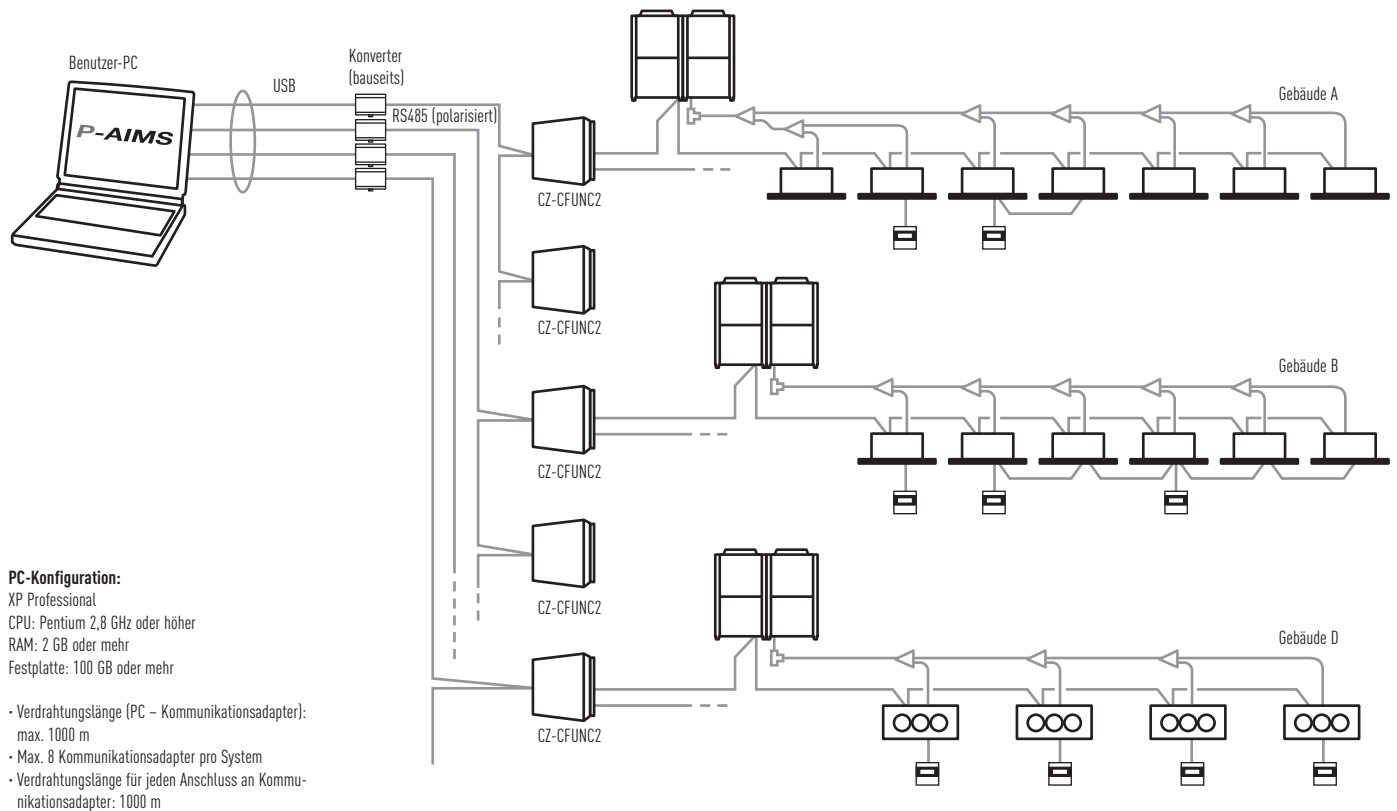 Benutzer-PC
P-AIMS
USB
Konverter
(bauseits)
RS485 (polarisiert)
CZ-CFUNC2
Gebäude A
CZ-CFUNC2
CZ-CFUNC2
Gebäude B
CZ-CFUNC2
CZ-CFUNC2
Gebäude D
PC-Konfiguration:
XP Professional
CPU: Pentium 2,8 GHz oder höher
RAM: 2 GB oder mehr
Festplatte: 100 GB oder mehr
· Verdrahtungslänge (PC – Kommunikationsadapter):
max. 1000 m
· Max. 8 Kommunikationsadapter pro System
· Verdrahtungslänge für jeden Anschluss an Kommu-
nikationsadapter: 1000 m